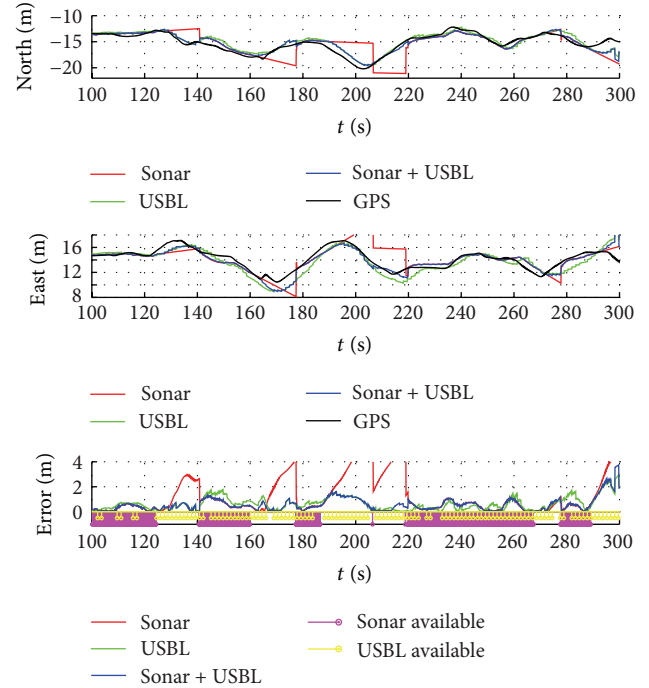 North (m)
−10
−15
−20
100 120 140 160 180 200 220 240 260 280 300
t (s)
Sonar
USBL
Sonar + USBL
GPS
East (m)
16
12
8
100 120 140 160 180 200 220 240 260 280 300
t (s)
Sonar
USBL
Sonar + USBL
GPS
Error (m)
4
2
0
100 120 140 160 180 200 220 240 260 280 300
t (s)
Sonar
USBL
Sonar + USBL
Sonar available
USBL available